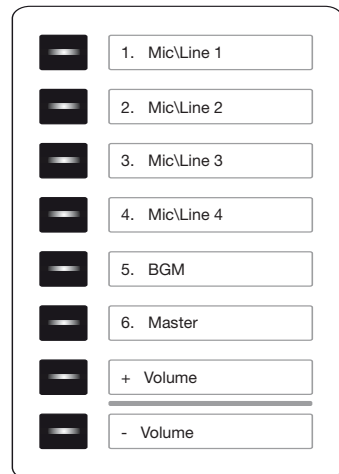 1. Mic\Line 1
2. Mic\Line 2
3. Mic\Line 3
4. Mic\Line 4
5. BGM
6. Master
+ Volume
- Volume